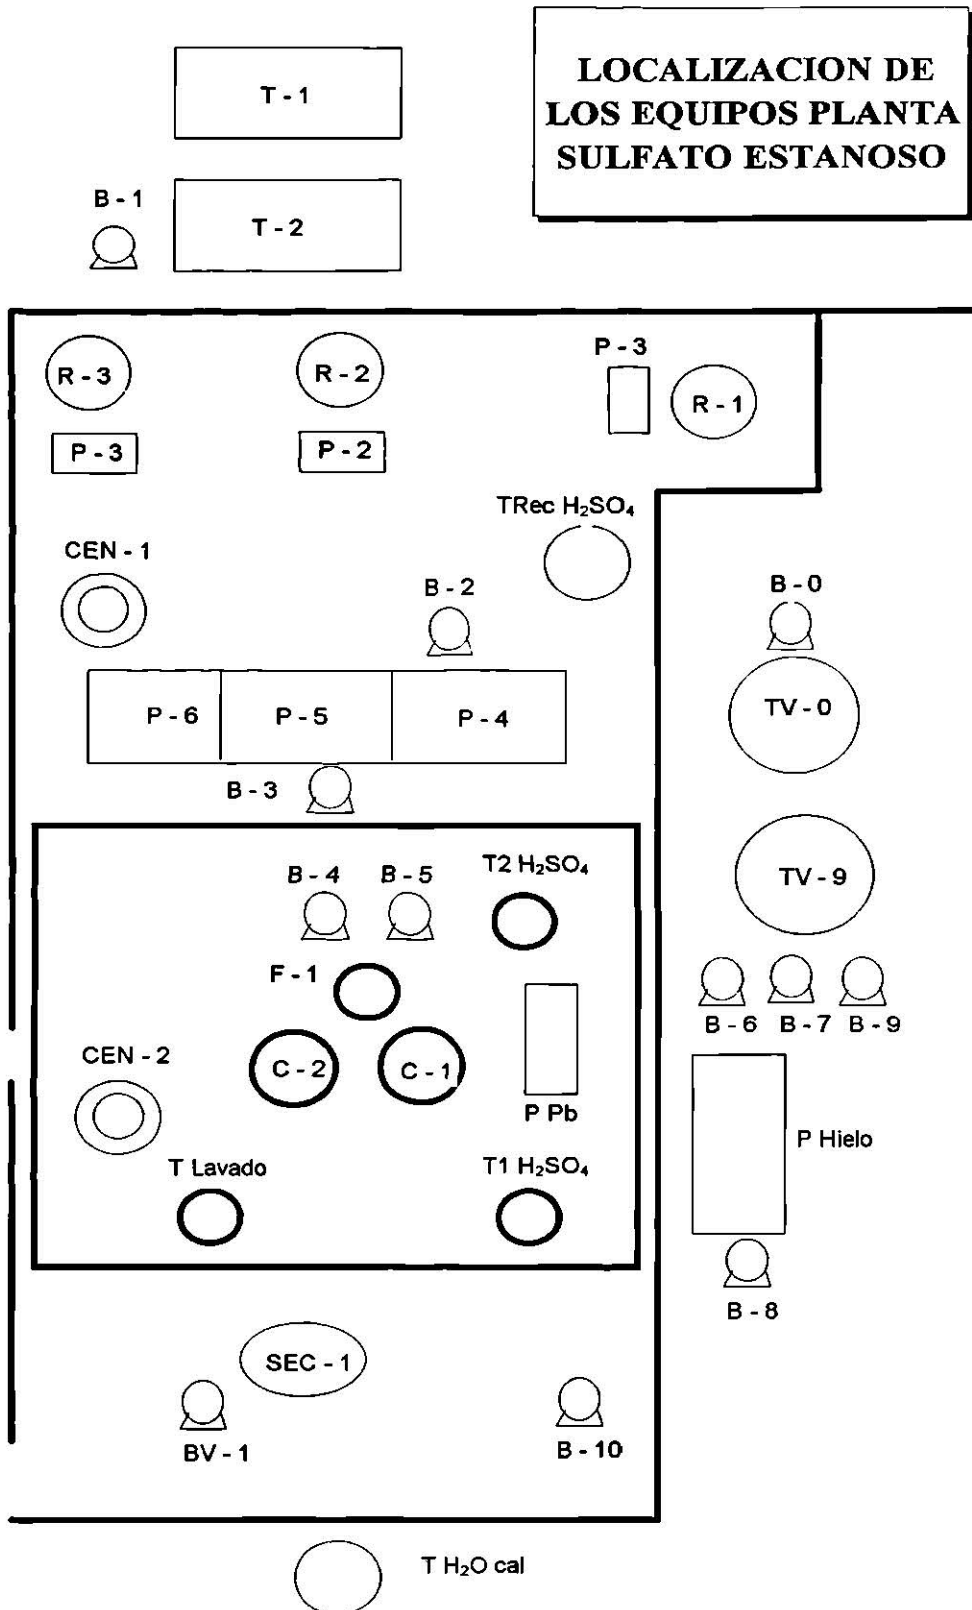 LOCALIZACION DE
LOS EQUIPOS PLANTA
SULFATO ESTANOSO
T - 1
B - 1
T - 2
R - 3
R - 2
P - 3
R - 1
P - 3
P - 2
TRec H₂SO₄
CEN - 1
B - 2
B - 0
P - 6
P - 5
P - 4
TV - 0
B - 3
B - 4
B - 5
T2 H₂SO₄
TV - 9
F - 1
B - 6
B - 7
B - 9
CEN - 2
C - 2
C - 1
P Pb
P Hielo
T Lavado
T1 H₂SO₄
B - 8
SEC - 1
BV - 1
B - 10
T H₂O cal